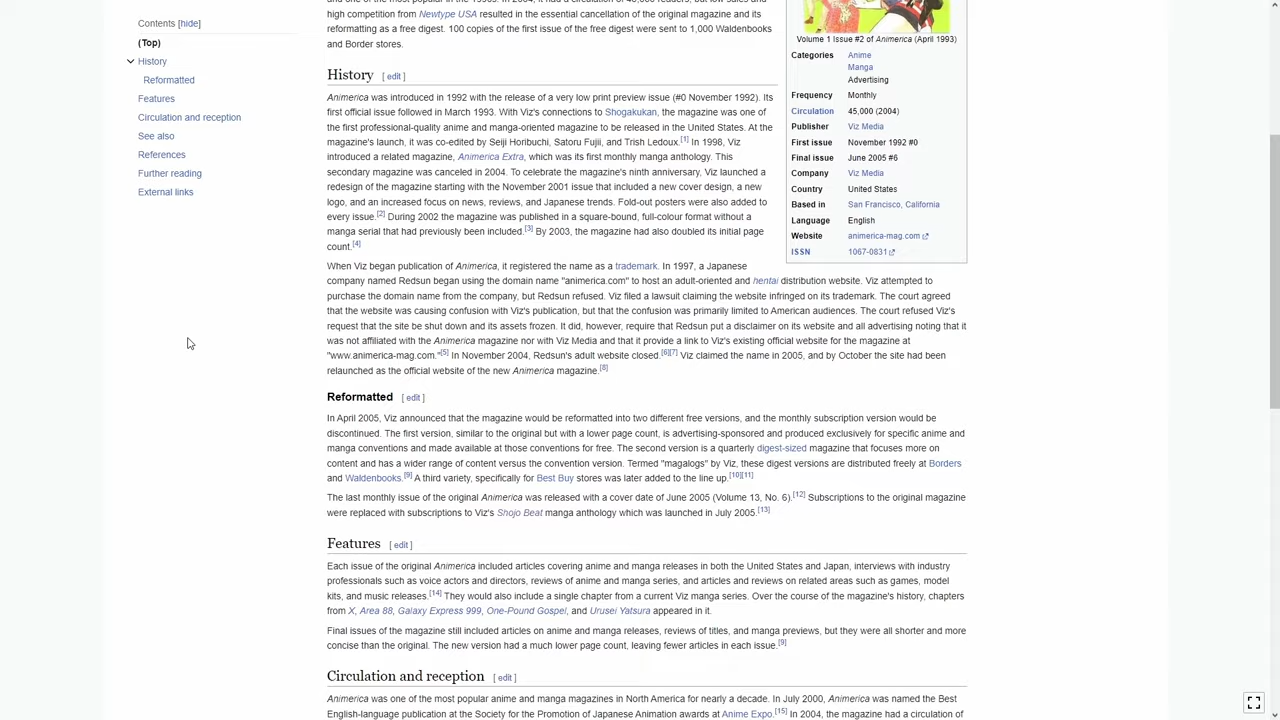 Contents [hide]
(Top)
History
Reformatted
Features
Circulation and reception
See also
References
Further reading
External links
high competition from Newtype USA resulted in the essential cancellation of the original magazine and its
reformatting as a free digest. 100 copies of the first issue of the free digest were sent to 1,000 Waldenbooks
and Border stores.
Volume 1 Issue #2 of Animerica (April 1993)
Categories Anime
Manga
Advertising
Frequency Monthly
Circulation 45,000 (2004)
Publisher Viz Media
First issue November 1992 #0
Final issue June 2005 #6
Company Viz Media
Country United States
Based in San Francisco, California
Language English
Website animerica-mag.com
ISSN 1067-0831
History [ edit ]
Animerica was introduced in 1992 with the release of a very low print preview issue (#0 November 1992). Its
first official issue followed in March 1993. With Viz's connections to Shogakukan, the magazine was one of
the first professional-quality anime and manga-oriented magazine to be released in the United States. At the
magazine's launch, it was co-edited by Seiji Horibuchi, Satoru Fujii, and Trish Ledoux.[1] In 1998, Viz
introduced a related magazine, Animerica Extra, which was its first monthly manga anthology. This
secondary magazine was canceled in 2004. To celebrate the magazine's ninth anniversary, Viz launched a
redesign of the magazine starting with the November 2001 issue that included a new cover design, a new
logo, and an increased focus on news, reviews, and Japanese trends. Fold-out posters were also added to
every issue.[2] During 2002 the magazine was published in a square-bound, full-colour format without a
manga serial that had previously been included.[3] By 2003, the magazine had also doubled its initial page
count.[4]
When Viz began publication of Animerica, it registered the name as a trademark. In 1997, a Japanese
company named Redsun began using the domain name "animerica.com" to host an adult-oriented and hentai distribution website. Viz attempted to
purchase the domain name from the company, but Redsun refused. Viz filed a lawsuit claiming the website infringed on its trademark. The court agreed
that the website was causing confusion with Viz's publication, but that the confusion was primarily limited to American audiences. The court refused Viz's
request that the site be shut down and its assets frozen. It did, however, require that Redsun put a disclaimer on its website and all advertising noting that it
was not affiliated with the Animerica magazine nor with Viz Media and that it provide a link to Viz's existing official website for the magazine at
"www.animerica-mag.com."[5] In November 2004, Redsun's adult website closed.[6][7] Viz claimed the name in 2005, and by October the site had been
relaunched as the official website of the new Animerica magazine.[8]
Reformatted [ edit ]
In April 2005, Viz announced that the magazine would be reformatted into two different free versions, and the monthly subscription version would be
discontinued. The first version, similar to the original but with a lower page count, is advertising-sponsored and produced exclusively for specific anime and
manga conventions and made available at those conventions for free. The second version is a quarterly digest-sized magazine that focuses more on
content and has a wider range of content versus the convention version. Termed "magalogs" by Viz, these digest versions are distributed freely at Borders
and Waldenbooks.[9] A third variety, specifically for Best Buy stores was later added to the line up.[10][11]
The last monthly issue of the original Animerica was released with a cover date of June 2005 (Volume 13, No. 6).[12] Subscriptions to the original magazine
were replaced with subscriptions to Viz's Shojo Beat manga anthology which was launched in July 2005.[13]
Features [ edit ]
Each issue of the original Animerica included articles covering anime and manga releases in both the United States and Japan, interviews with industry
professionals such as voice actors and directors, reviews of anime and manga series, and articles and reviews on related areas such as games, model
kits, and music releases.[14] They would also include a single chapter from a current Viz manga series. Over the course of the magazine's history, chapters
from X, Area 88, Galaxy Express 999, One-Pound Gospel, and Urusei Yatsura appeared in it.
Final issues of the magazine still included articles on anime and manga releases, reviews of titles, and manga previews, but they were all shorter and more
concise than the original. The new version had a much lower page count, leaving fewer articles in each issue.[9]
Circulation and reception [ edit ]
Animerica was one of the most popular anime and manga magazines in North America for nearly a decade. In July 2000, Animerica was named the Best
English-language publication at the Society for the Promotion of Japanese Animation awards at Anime Expo.[15] In 2004, the magazine had a circulation of